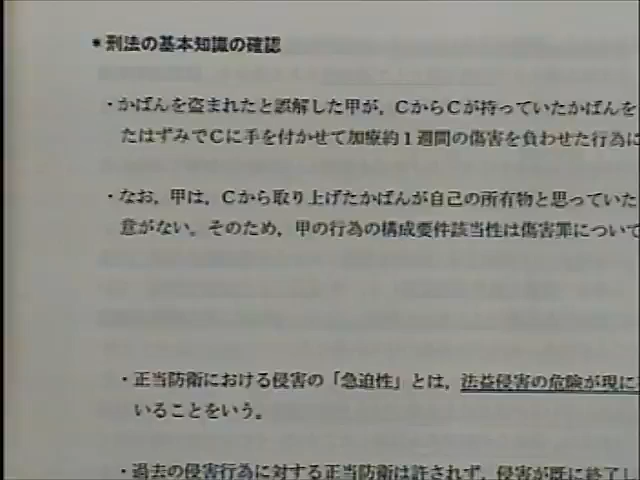 ＊刑法の基本知識の確認
・かばんを盗まれたと誤解した甲が，ＣからＣが持っていたかばんを
たはずみでＣに手を付かせて加療約１週間の傷害を負わせた行為に
・なお，甲は，Ｃから取り上げたかばんが自己の所有物と思っていた
意がない。そのため，甲の行為の構成要件該当性は傷害罪について
・正当防衛における侵害の「急迫性」とは，法益侵害の危険が現に
いることをいう。
・過去の侵害行為に対する正当防衛は許されず，侵害が既に終了し